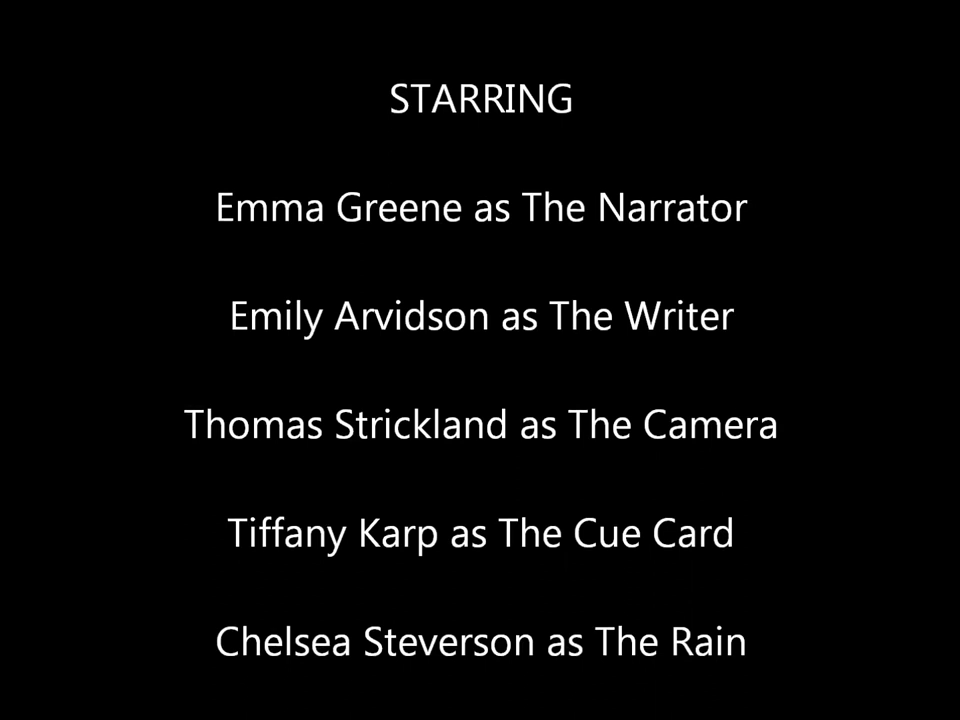 STARRING
Emma Greene as The Narrator
Emily Arvidson as The Writer
Thomas Strickland as The Camera
Tiffany Karp as The Cue Card
Chelsea Steverson as The Rain